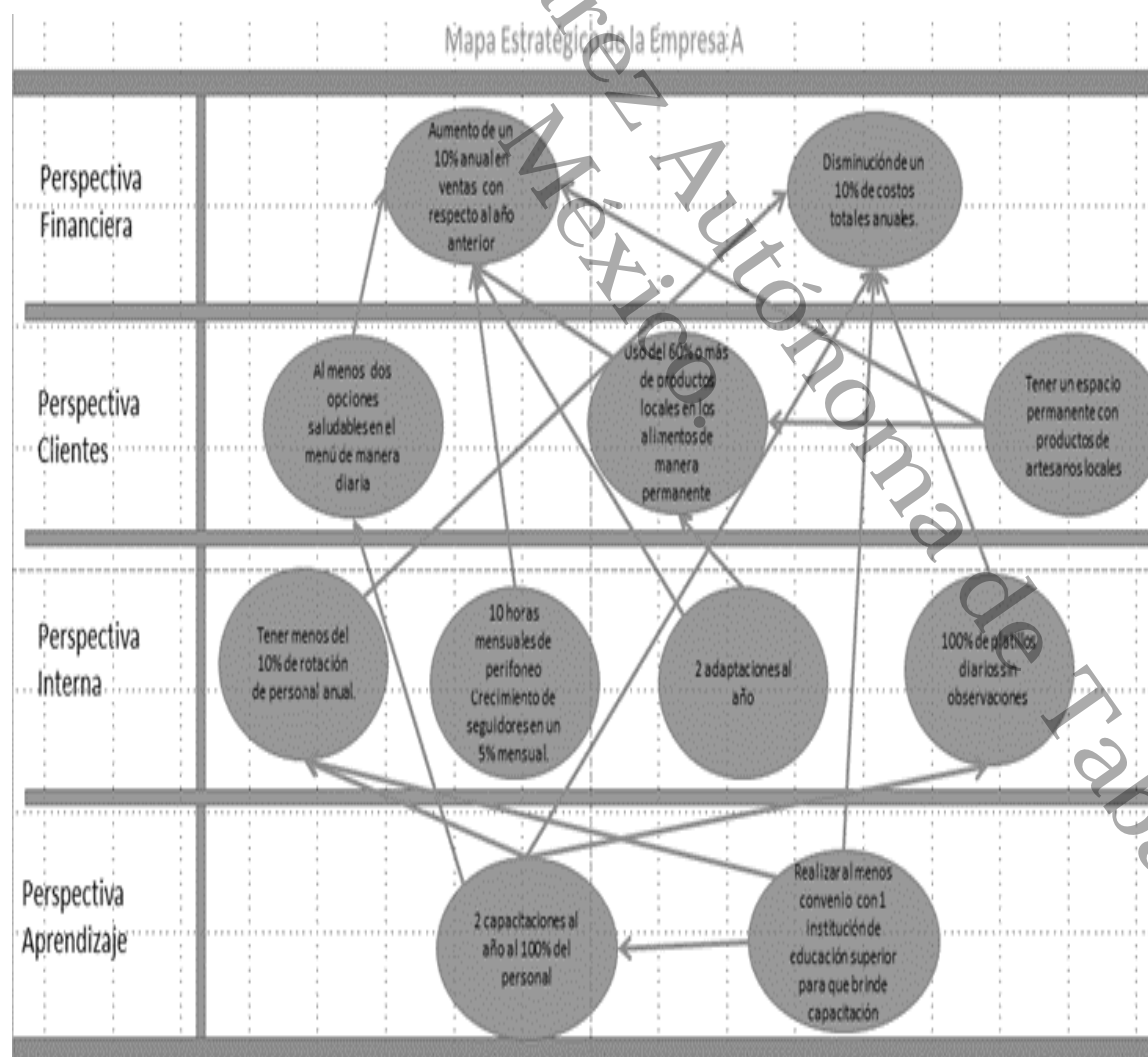 Mapa Estratégico de la Empresa A
Perspectiva
Financiera
Aumento de un
10% anual en
ventas con
respecto al año
anterior
Disminución de un
10% de costos
totales anuales.
Perspectiva
Clientes
Al menos dos
opciones
saludables en el
menú de manera
diaria
Uso del 60% o más
de productos
locales en los
alimentos de
manera
permanente
Tener un espacio
permanente con
productos de
artesanos locales
Perspectiva
Interna
Tener menos del
10% de rotación
de personal anual.
10 horas
mensuales de
perifoneo
Crecimiento de
seguidores en un
5% mensual.
2 adaptaciones al
año
100% de platillos
diarios sin
observaciones
Perspectiva
Aprendizaje
2 capacitaciones al
año al 100% del
personal
Realizar al menos
convenio con 1
institución de
educación superior
para que brinde
capacitación
Autónoma de
México.